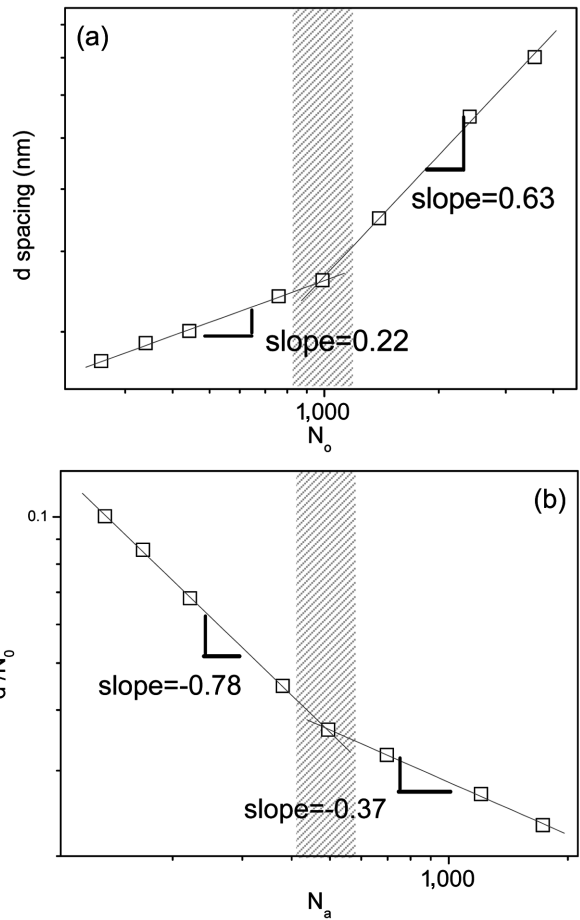 (a)
d spacing (nm)
slope=0.63
slope=0.22
1,000
Nₒ
(b)
0.1
/N₀
slope=-0.78
slope=-0.37
1,000
Nₐ